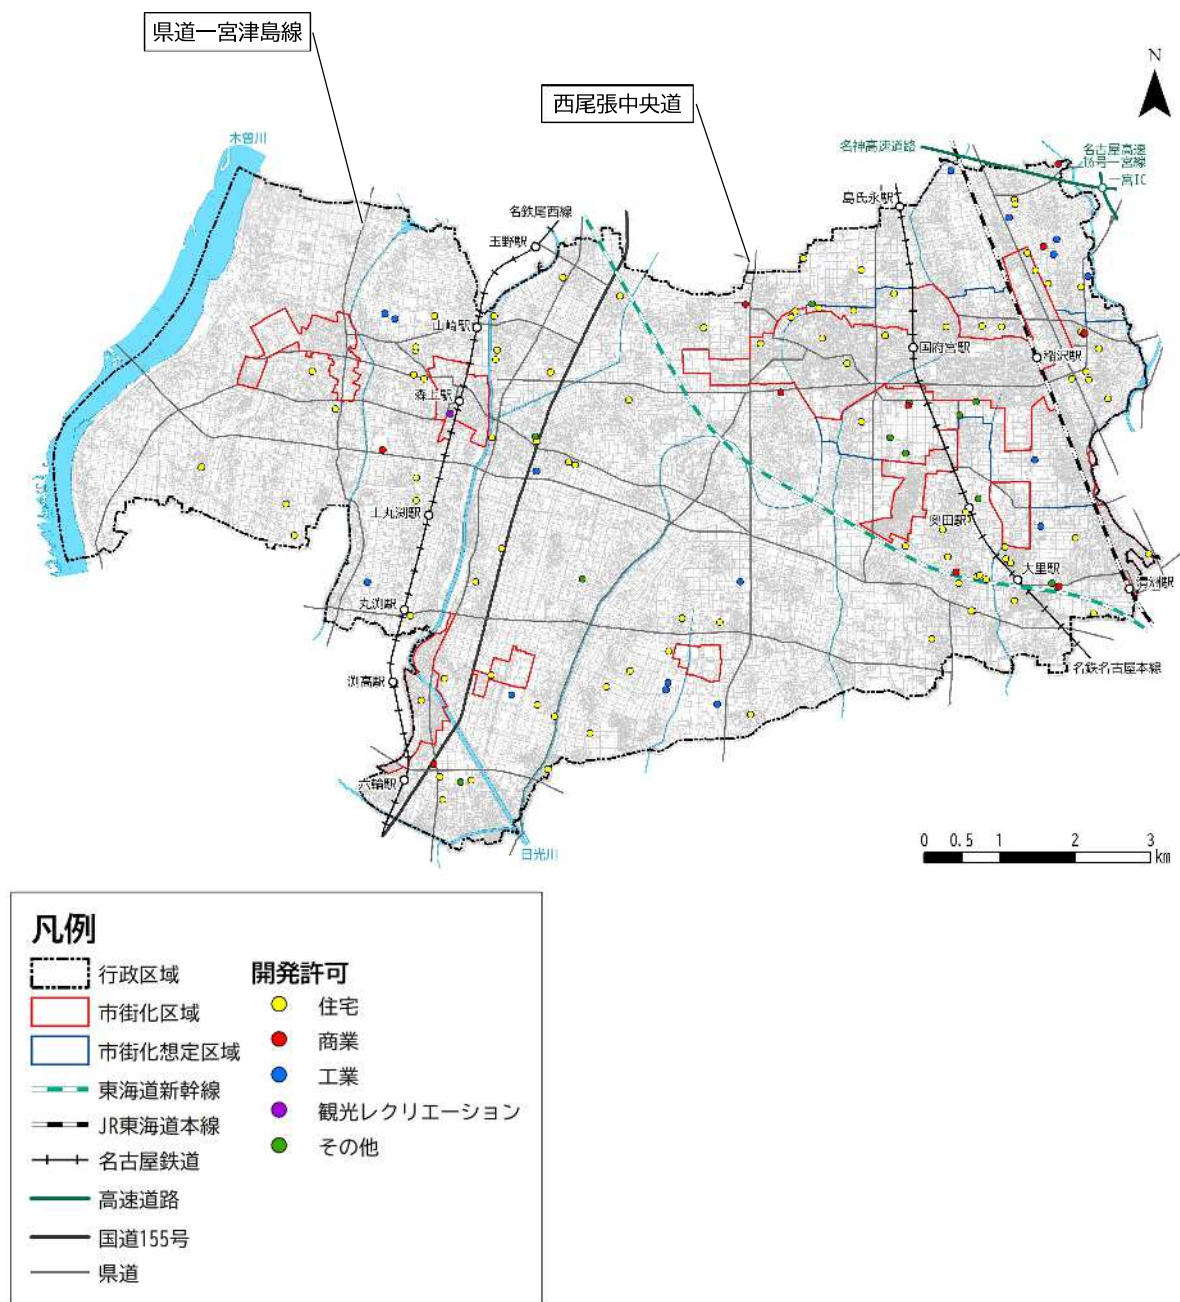 県道一宮津島線
西尾張中央道
N
木曽川
名神高速道路
名古屋高速
16号一宮線
一宮IC
島氏永駅
名鉄尾西線
玉野駅
山崎駅
国府宮駅
稲沢駅
森上駅
上丸渕駅
奥田駅
大里駅
清洲駅
丸渕駅
渕高駅
名鉄名古屋本線
六輪駅
日光川
0 0.5 1 2 3
km
凡例
行政区域
市街化区域
市街化想定区域
東海道新幹線
JR東海道本線
名古屋鉄道
高速道路
国道155号
県道
開発許可
住宅
商業
工業
観光レクリエーション
その他